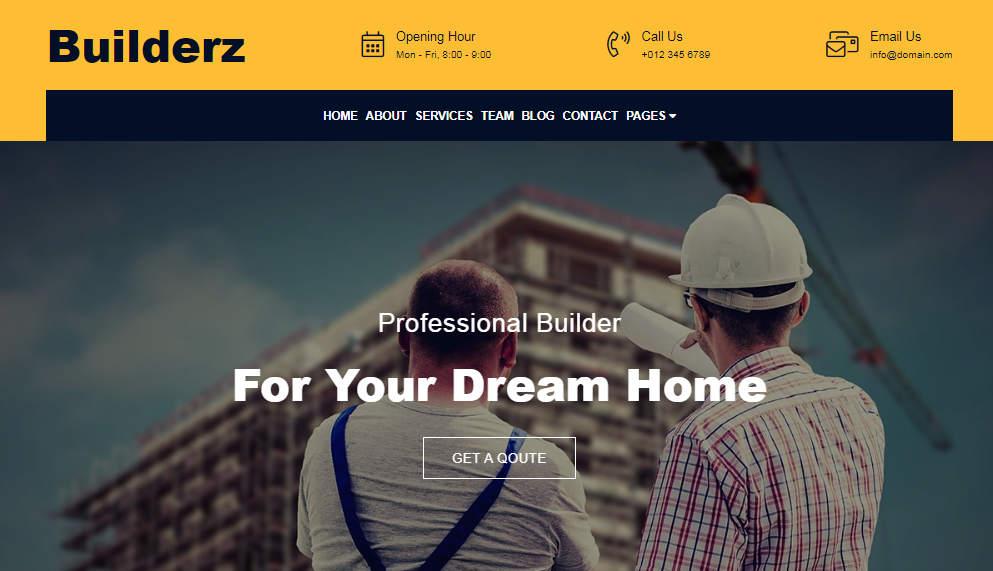 Builderz
Opening Hour
Mon - Fri, 8:00 - 9:00
Call Us
+012 345 6789
Email Us
info@domain.com
HOME ABOUT SERVICES TEAM BLOG CONTACT PAGES
Professional Builder
For Your Dream Home
GET A QOUTE